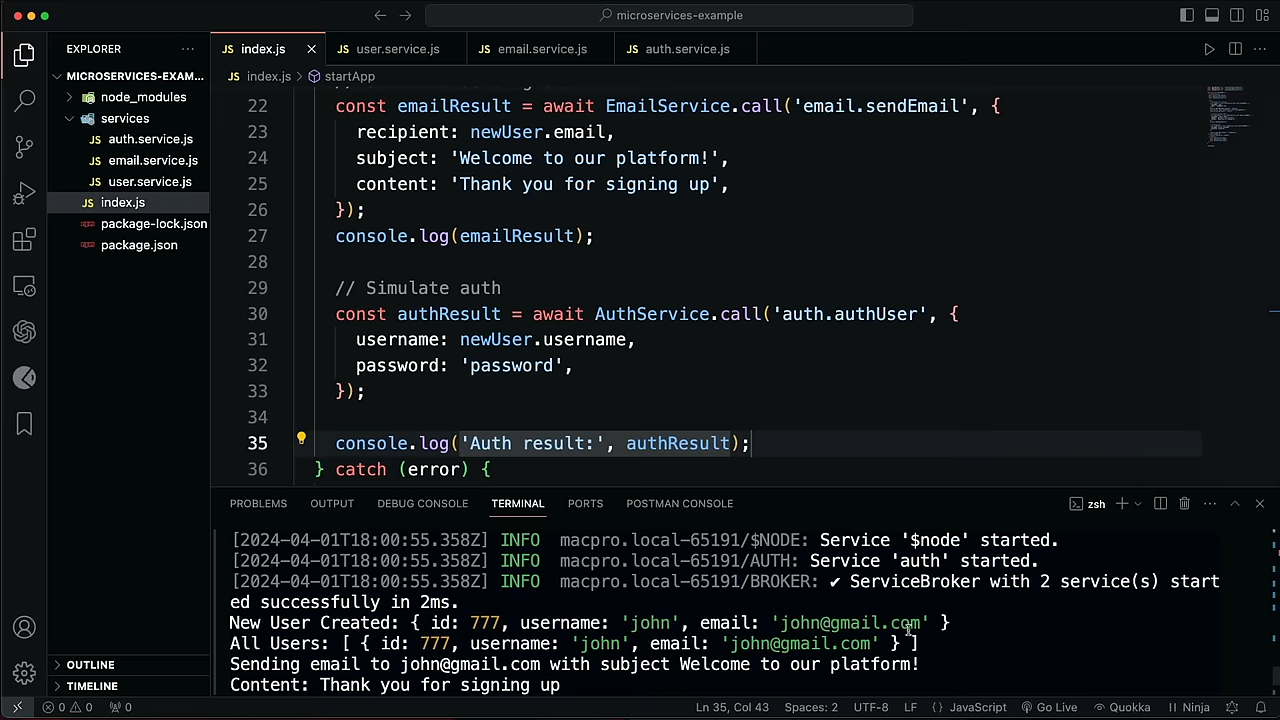 microservices-example
EXPLORER
index.js
user.service.js
email.service.js
auth.service.js
MICROSERVICES-EXAM...
index.js > startApp
node_modules
services
auth.service.js
email.service.js
user.service.js
index.js
package-lock.json
package.json
22 const emailResult = await EmailService.call('email.sendEmail', {
23 recipient: newUser.email,
24 subject: 'Welcome to our platform!',
25 content: 'Thank you for signing up',
26 });
27 console.log(emailResult);
28
29 // Simulate auth
30 const authResult = await AuthService.call('auth.authUser', {
31 username: newUser.username,
32 password: 'password',
33 });
34
35 console.log('Auth result:', authResult);
36 } catch (error) {
PROBLEMS OUTPUT DEBUG CONSOLE TERMINAL PORTS POSTMAN CONSOLE zsh
[2024-04-01T18:00:55.358Z] INFO macpro.local-65191/$NODE: Service '$node' started.
[2024-04-01T18:00:55.358Z] INFO macpro.local-65191/AUTH: Service 'auth' started.
[2024-04-01T18:00:55.358Z] INFO macpro.local-65191/BROKER: ✔ ServiceBroker with 2 service(s) start
ed successfully in 2ms.
New User Created: { id: 777, username: 'john', email: 'john@gmail.com' }
All Users: [ { id: 777, username: 'john', email: 'john@gmail.com' } ]
Sending email to john@gmail.com with subject Welcome to our platform!
Content: Thank you for signing up
OUTLINE
TIMELINE
0 0 0 Ln 35, Col 43 Spaces: 2 UTF-8 LF {} JavaScript Go Live Quokka Ninja